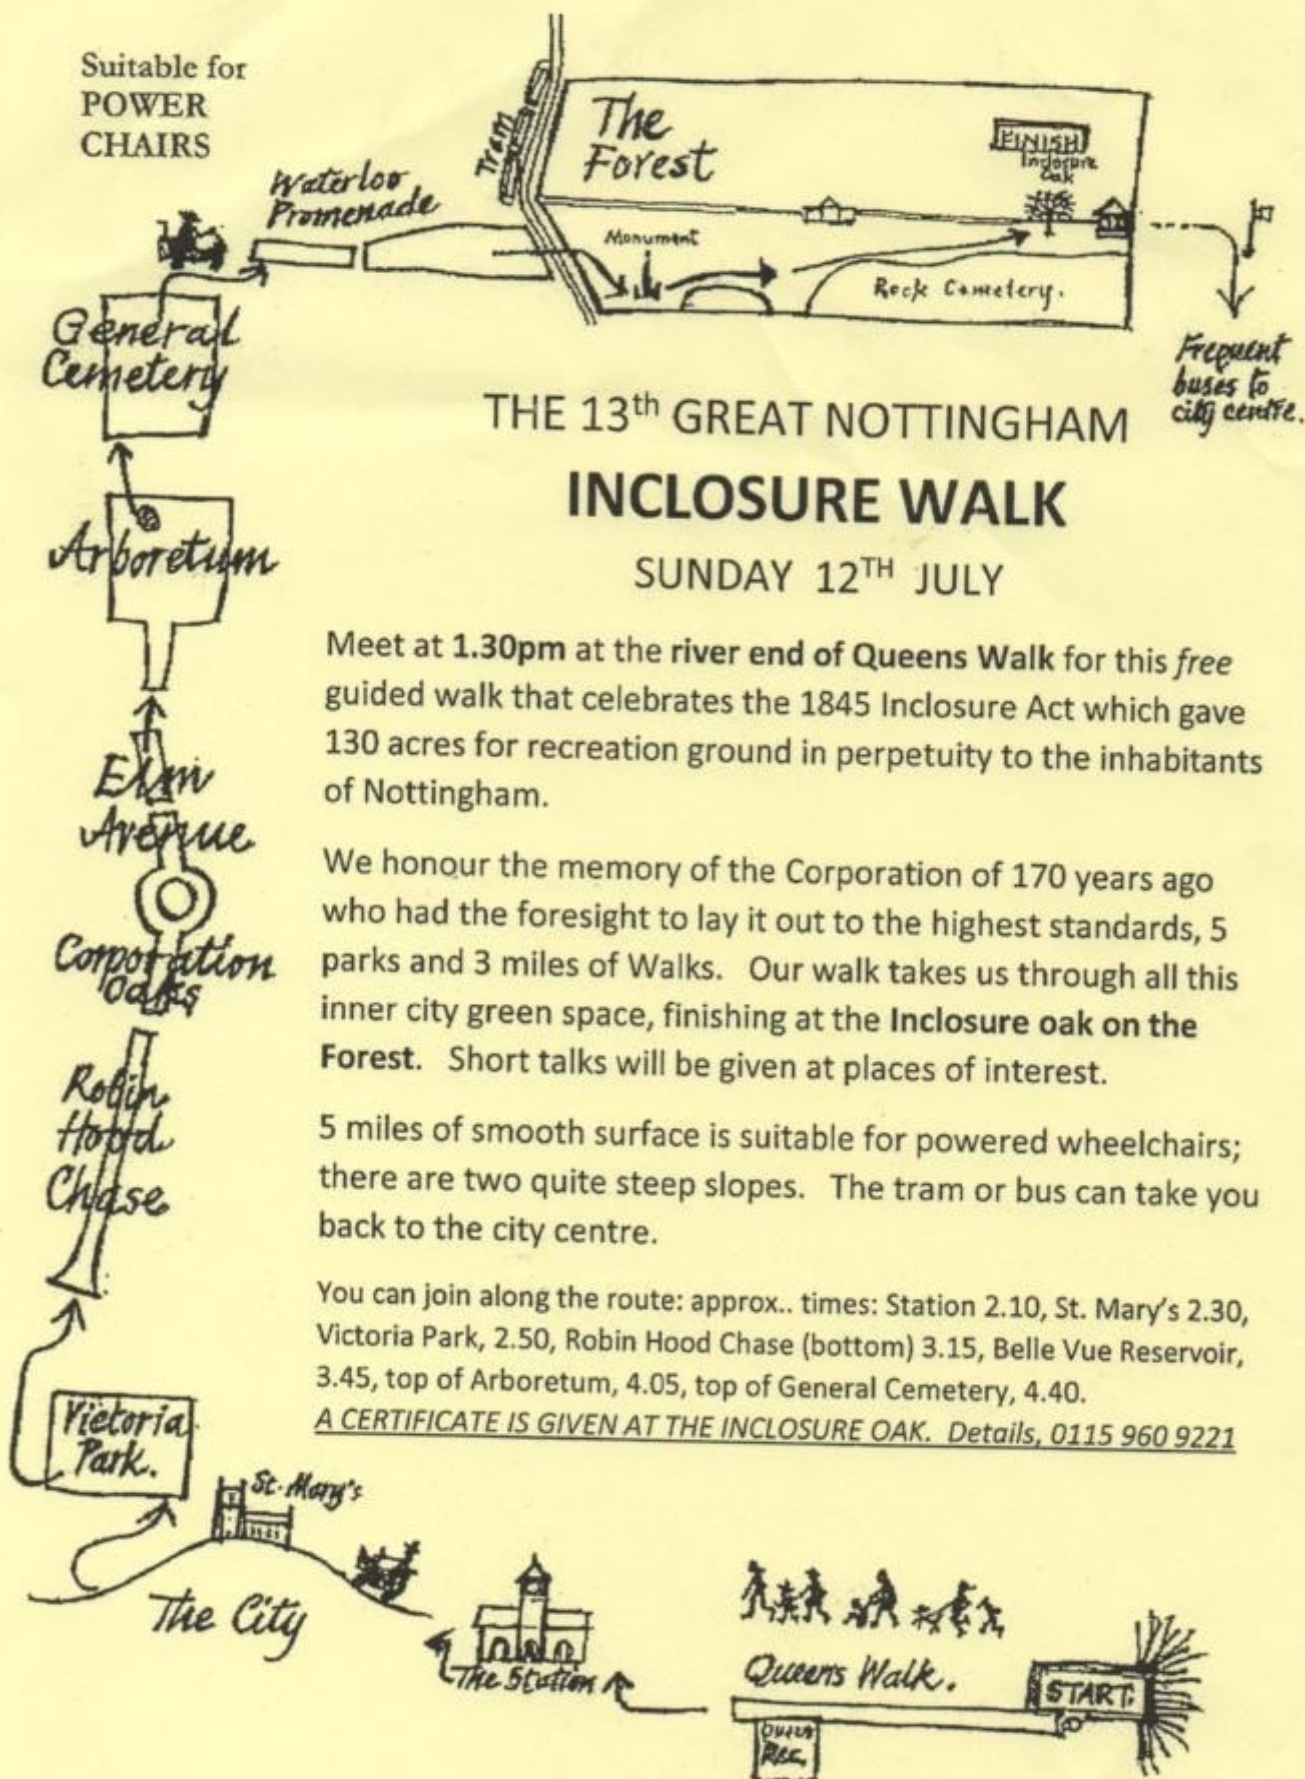 Suitable for
POWER
CHAIRS
Waterloo
Promenade
Tram
The
Forest
FINISH
Inclosure
Oak
Monument
Rock Cemetery.
Frequent
buses to
city centre.
General
Cemetery
Arboretum
Elm
Avenue
Corporation
Oaks
Robin
Hood
Chase
Victoria
Park.
THE 13th GREAT NOTTINGHAM
INCLOSURE WALK
SUNDAY 12TH JULY
Meet at 1.30pm at the river end of Queens Walk for this free
guided walk that celebrates the 1845 Inclosure Act which gave
130 acres for recreation ground in perpetuity to the inhabitants
of Nottingham.
We honour the memory of the Corporation of 170 years ago
who had the foresight to lay it out to the highest standards, 5
parks and 3 miles of Walks. Our walk takes us through all this
inner city green space, finishing at the Inclosure oak on the
Forest. Short talks will be given at places of interest.
5 miles of smooth surface is suitable for powered wheelchairs;
there are two quite steep slopes. The tram or bus can take you
back to the city centre.
You can join along the route: approx.. times: Station 2.10, St. Mary's 2.30,
Victoria Park, 2.50, Robin Hood Chase (bottom) 3.15, Belle Vue Reservoir,
3.45, top of Arboretum, 4.05, top of General Cemetery, 4.40.
A CERTIFICATE IS GIVEN AT THE INCLOSURE OAK. Details, 0115 960 9221
St. Mary's
The City
The Station
Queens Walk.
START.
Rec.